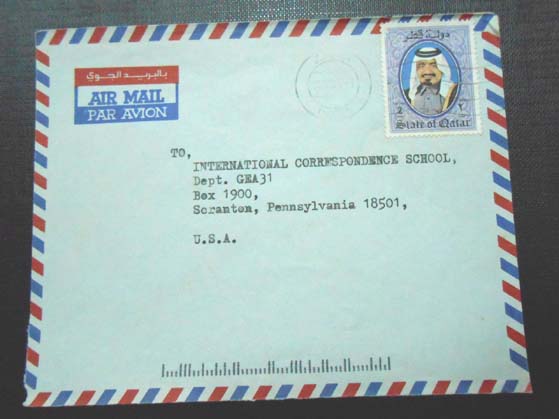 بالبريد الجوي
AIR MAIL
PAR AVION
دولة قطر
2
٢
State of Qatar
TO,
INTERNATIONAL CORRESPONDENCE SCHOOL,
Dept. GEA31
Box 1900,
Scranton, Pennsylvania 18501,
U.S.A.